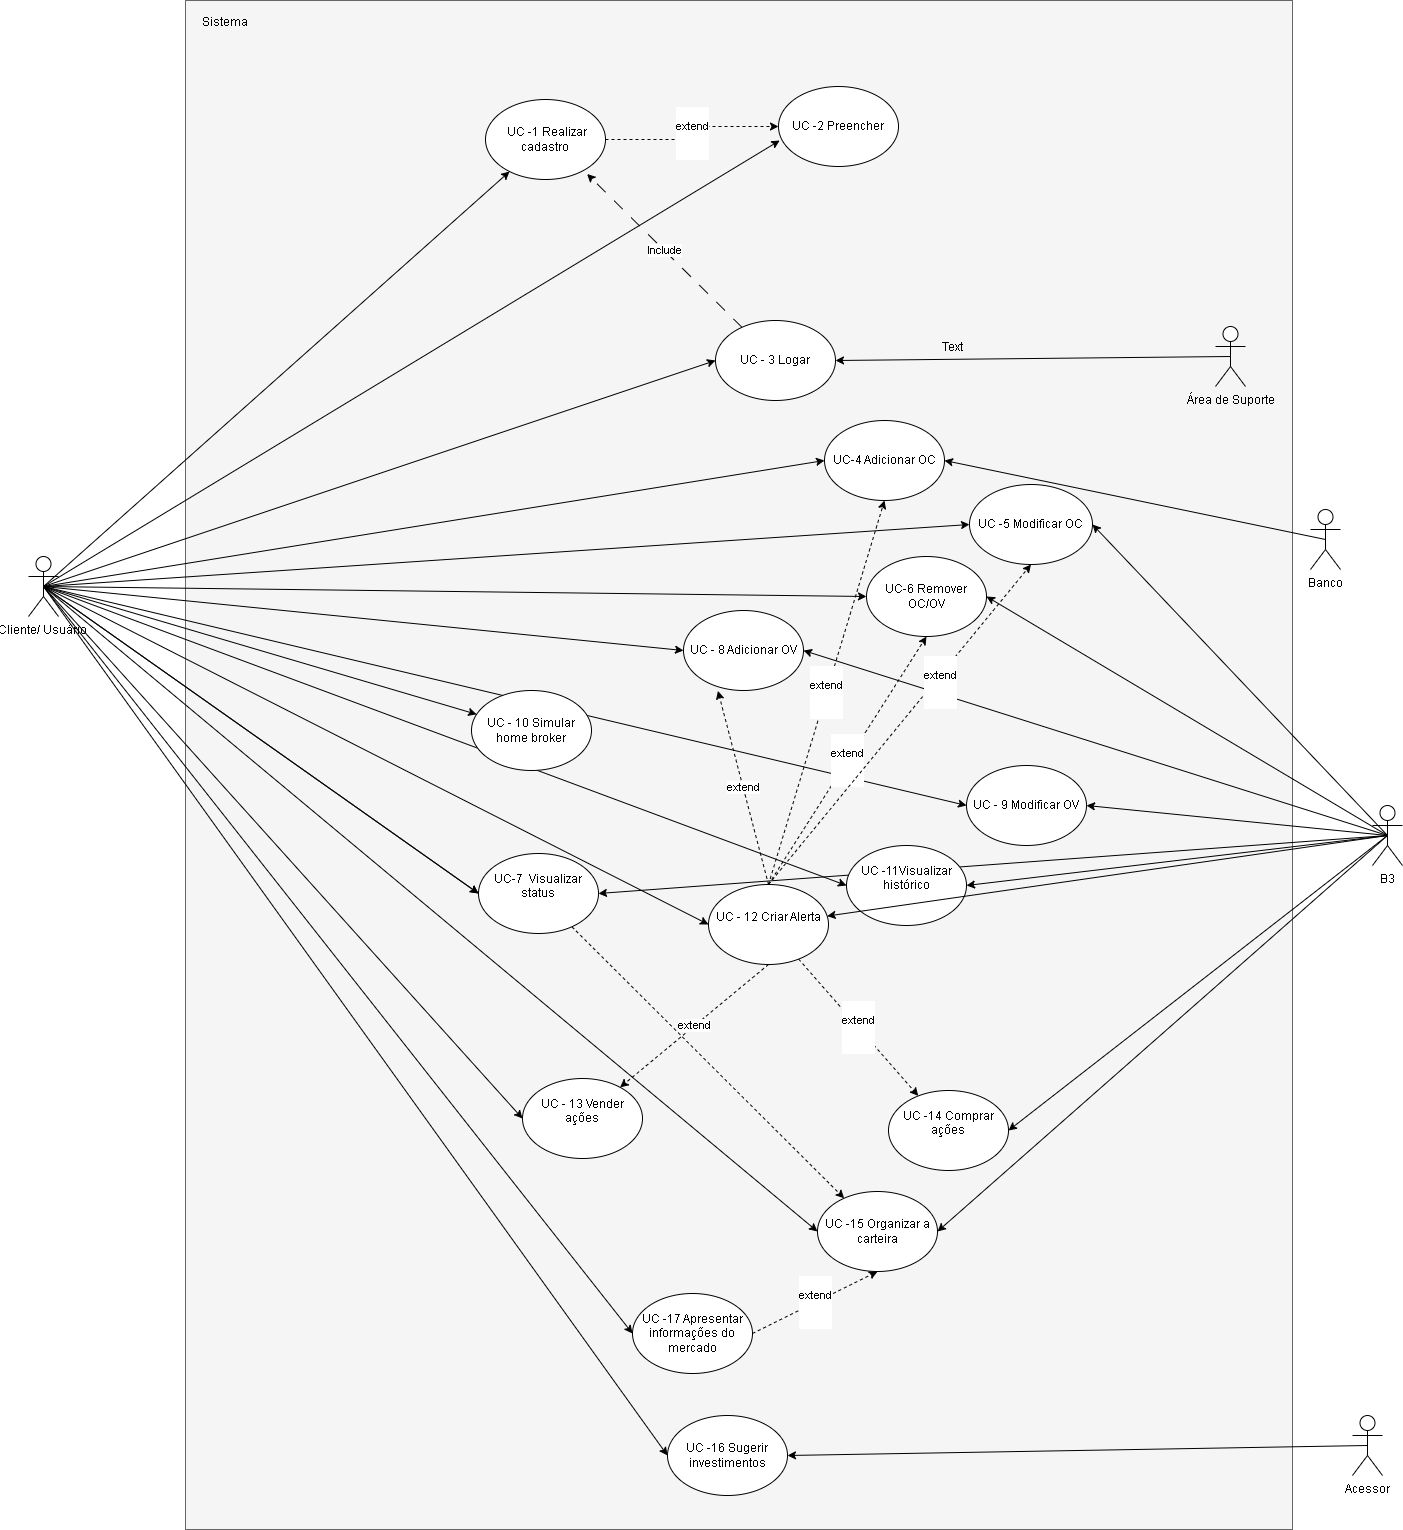 Sistema
UC -1 Realizar
cadastro
extend
UC -2 Preencher
Include
UC - 3 Logar
Text
Área de Suporte
UC-4 Adicionar OC
UC -5 Modificar OC
Banco
UC-6 Remover
OC/OV
Cliente/ Usuário
UC - 8 Adicionar OV
extend
extend
UC - 10 Simular
home broker
extend
extend
UC - 9 Modificar OV
UC-7  Visualizar
status
UC -11Visualizar
histórico
B3
UC - 12 Criar Alerta
extend
extend
UC - 13 Vender
ações
UC -14 Comprar
ações
UC -15 Organizar a
carteira
extend
UC -17 Apresentar
informações do
mercado
UC -16 Sugerir
investimentos
Acessor